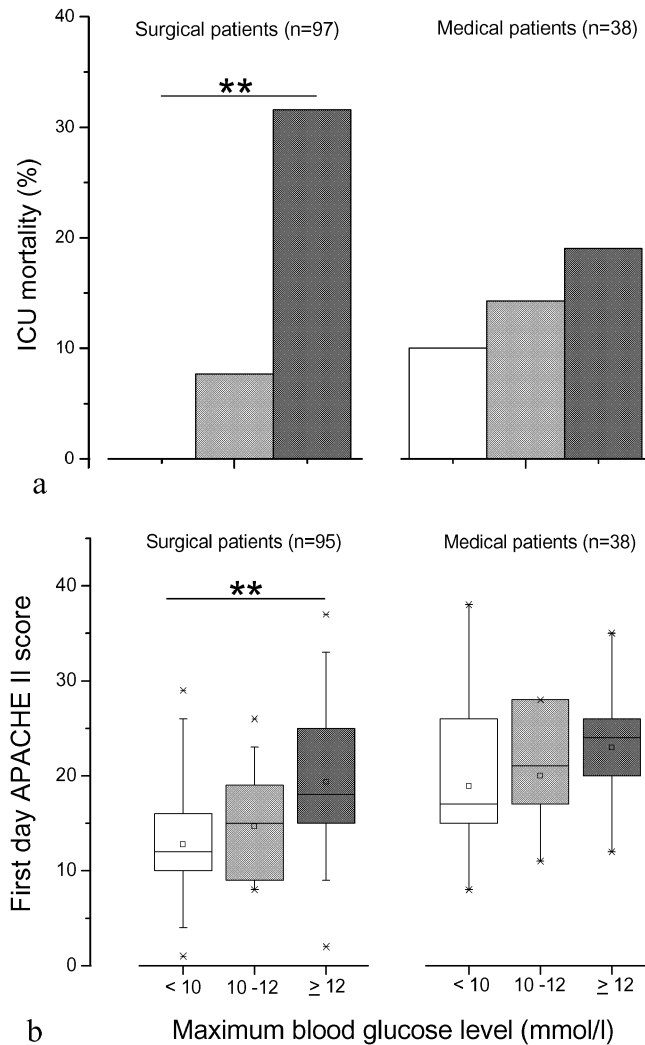 Surgical patients (n=97) Medical patients (n=38)
**
40
30
20
10
0
ICU mortality (%)
a
Surgical patients (n=95) Medical patients (n=38)
**
40
30
20
10
0
First day APACHE II score
< 10 10 -12 ≥ 12 < 10 10 -12 ≥ 12
b
Maximum blood glucose level (mmol/l)